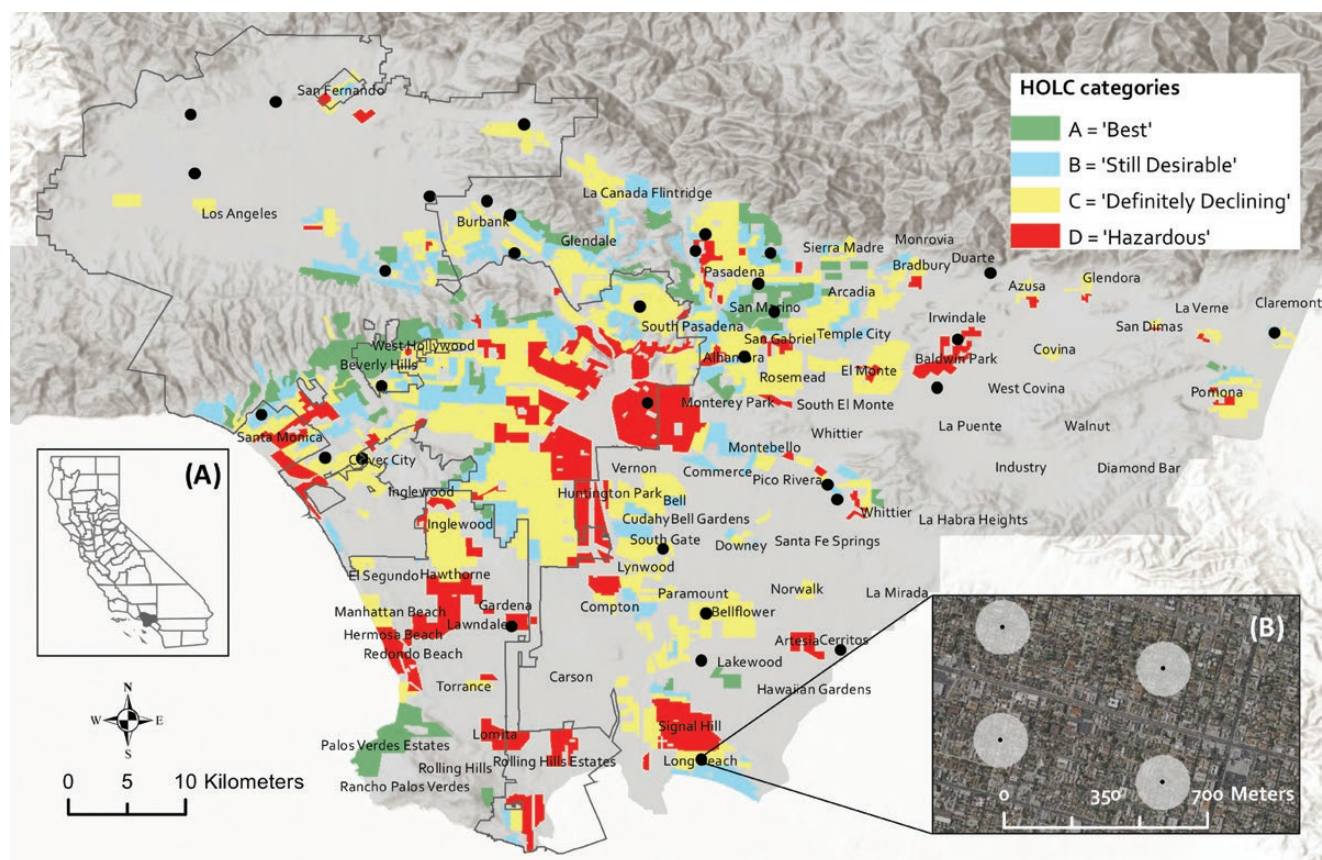 HOLC categories
A = 'Best'
B = 'Still Desirable'
C = 'Definitely Declining'
D = 'Hazardous'
San Fernando
La Canada Flintridge
Los Angeles
Burbank
Glendale
Sierra Madre
Monrovia
Bradbury
Duarte
Pasadena
Azusa
Glendora
Arcadia
La Verne
Claremont
San Marino
Irwindale
South Pasadena
Temple City
San Dimas
San Gabriel
West Hollywood
Alhambra
Baldwin Park
Covina
Beverly Hills
Rosemead
El Monte
West Covina
Pomona
Monterey Park
South El Monte
Santa Monica
Whittier
La Puente
Walnut
Montebello
Culver City
Vernon
Commerce
Pico Rivera
Industry
Diamond Bar
(A)
Inglewood
Huntington Park
Bell
Whittier
La Habra Heights
Inglewood
Cudahy
Bell Gardens
South Gate
Downey
Santa Fe Springs
El Segundo
Hawthorne
Lynwood
Norwalk
La Mirada
Manhattan Beach
Gardena
Compton
Paramount
Bellflower
Lawndale
Hermosa Beach
Artesia
Cerritos
(B)
Redondo Beach
Lakewood
Carson
Torrance
Hawaiian Gardens
N
W
E
S
Signal Hill
Lomita
Palos Verdes Estates
Rolling Hills
Rolling Hills Estates
Long Beach
Rancho Palos Verdes
0 5 10 Kilometers
0 350 700 Meters